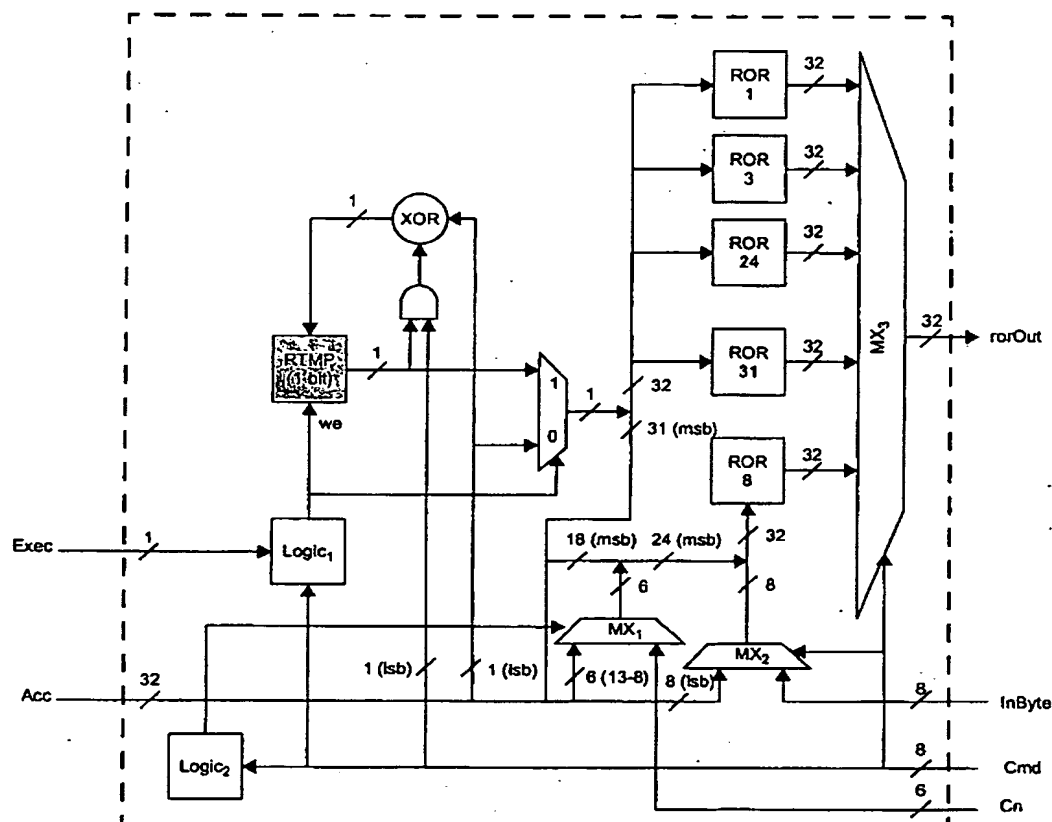 32
ROR
1
32
ROR
3
1
XOR
32
ROR
24
32
ROR
31
MX3
32
rorOut
RTMP
(1-bit)
1
1
0
we
1
32
31 (msb)
32
ROR
8
Exec
1
Logic1
18 (msb)
24 (msb)
32
6
8
MX1
MX2
1 (lsb)
1 (lsb)
6 (13-8)
8 (lsb)
Acc
32
8
InByte
Logic2
8
Cmd
6
Cn